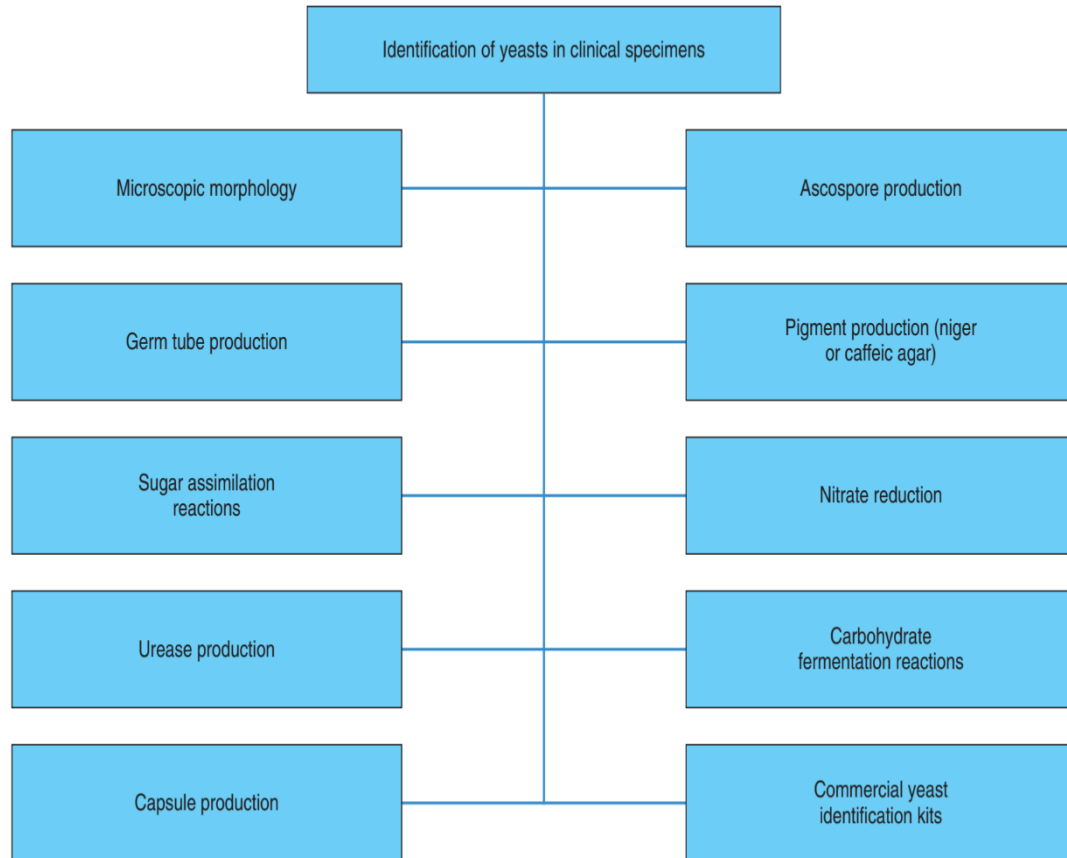 Identification of yeasts in clinical specimens
Microscopic morphology
Ascospore production
Germ tube production
Pigment production (niger
or caffeic agar)
Sugar assimilation
reactions
Nitrate reduction
Urease production
Carbohydrate
fermentation reactions
Capsule production
Commercial yeast
identification kits